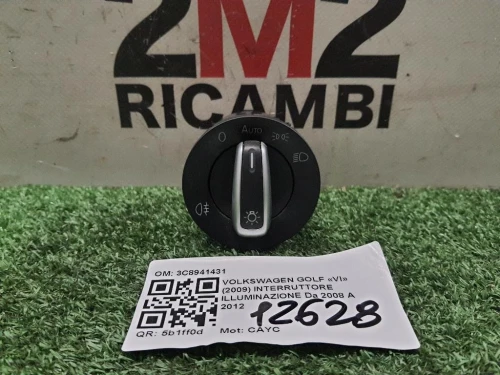 2M2
RICAMBI
O Auto
OM: 3C8941431
VOLKSWAGEN GOLF «VI»
(2009) INTERRUTTORE
ILLUMINAZIONE Da 2008 A
2012
12628
QR: 5b1ff0d Mot: CAYC